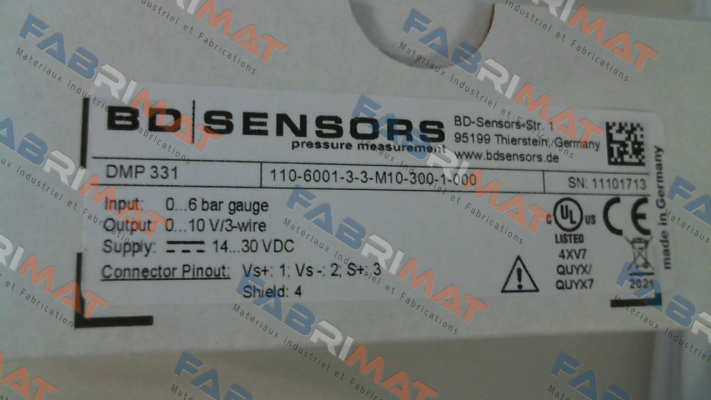 BD SENSORS
pressure measurement
BD-Sensors-Str. 1
95199 Thierstein, Germany
www.bdsensors.de
DMP 331
110-6001-3-3-M10-300-1-000
SN: 11101713
Input: 0...6 bar gauge
Output: 0...10 V/3-wire
Supply: 14...30 VDC
Connector Pinout: Vs+: 1; Vs -: 2; S+: 3
Shield: 4
C UL US
LISTED
4XV7
QUYX/
QUYX7
CE
2021
made in Germany
FABRIMAT
Materiaux Industriel et Fabrications